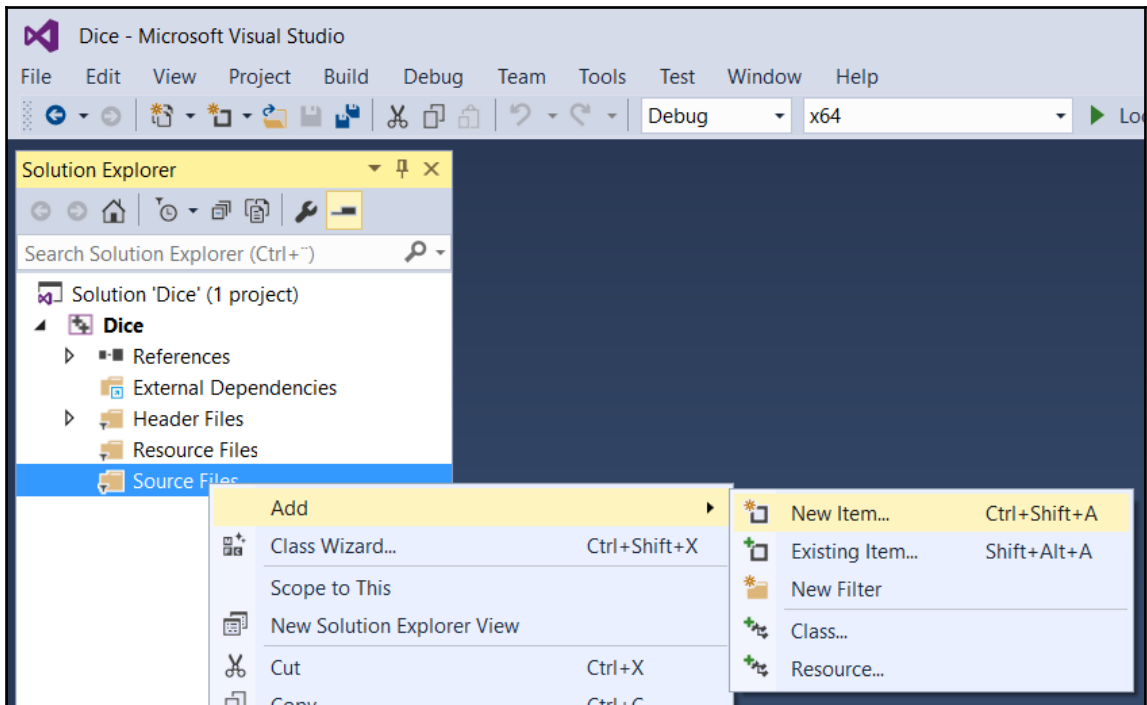 Dice - Microsoft Visual Studio
File Edit View Project Build Debug Team Tools Test Window Help
Debug x64 Loc
Solution Explorer
Search Solution Explorer (Ctrl+¨)
Solution 'Dice' (1 project)
Dice
References
External Dependencies
Header Files
Resource Files
Source Files
Add
Class Wizard... Ctrl+Shift+X
Scope to This
New Solution Explorer View
Cut Ctrl+X
Copy Ctrl+C
New Item... Ctrl+Shift+A
Existing Item... Shift+Alt+A
New Filter
Class...
Resource...